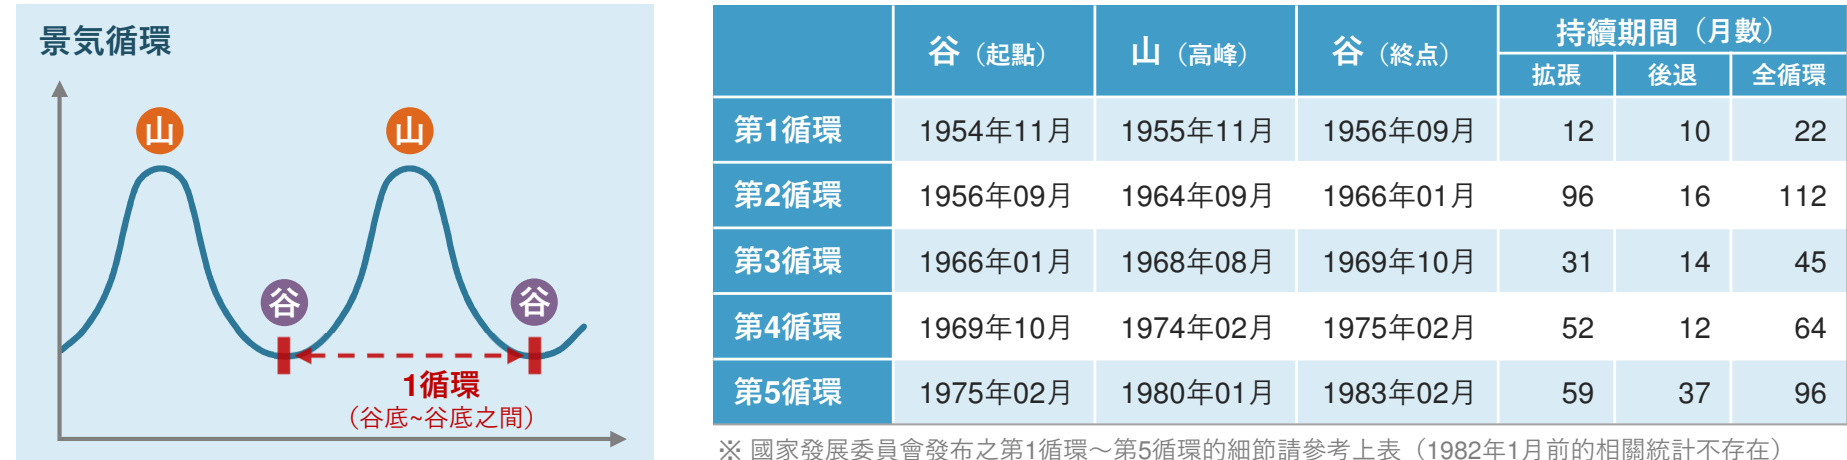 景気循環
山 山
谷 谷
1循環
（谷底~谷底之間）
谷（起點） 山（高峰） 谷（終点） 持續期間（月數）
拡張 後退 全循環
第1循環 1954年11月 1955年11月 1956年09月 12 10 22
第2循環 1956年09月 1964年09月 1966年01月 96 16 112
第3循環 1966年01月 1968年08月 1969年10月 31 14 45
第4循環 1969年10月 1974年02月 1975年02月 52 12 64
第5循環 1975年02月 1980年01月 1983年02月 59 37 96
※ 國家發展委員會發布之第1循環～第5循環的細節請參考上表（1982年1月前的相關統計不存在）